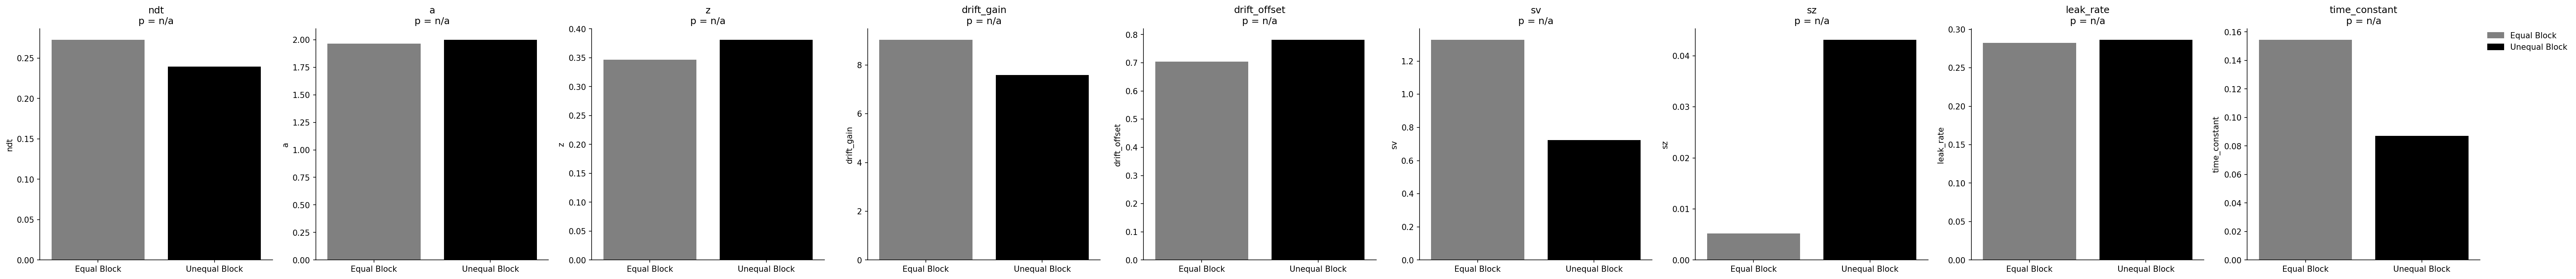 ndt
p = n/a
ndt
0.25
0.20
0.15
0.10
0.05
0.00
Equal Block
Unequal Block
a
p = n/a
a
2.00
1.75
1.50
1.25
1.00
0.75
0.50
0.25
0.00
Equal Block
Unequal Block
z
p = n/a
z
0.40
0.35
0.30
0.25
0.20
0.15
0.10
0.05
0.00
Equal Block
Unequal Block
drift_gain
p = n/a
drift_gain
8
6
4
2
0
Equal Block
Unequal Block
drift_offset
p = n/a
drift_offset
0.8
0.7
0.6
0.5
0.4
0.3
0.2
0.1
0.0
Equal Block
Unequal Block
sv
p = n/a
sv
1.2
1.0
0.8
0.6
0.4
0.2
0.0
Equal Block
Unequal Block
sz
p = n/a
sz
0.04
0.03
0.02
0.01
0.00
Equal Block
Unequal Block
leak_rate
p = n/a
leak_rate
0.30
0.25
0.20
0.15
0.10
0.05
0.00
Equal Block
Unequal Block
time_constant
p = n/a
time_constant
0.16
0.14
0.12
0.10
0.08
0.06
0.04
0.02
0.00
Equal Block
Unequal Block
Equal Block
Unequal Block